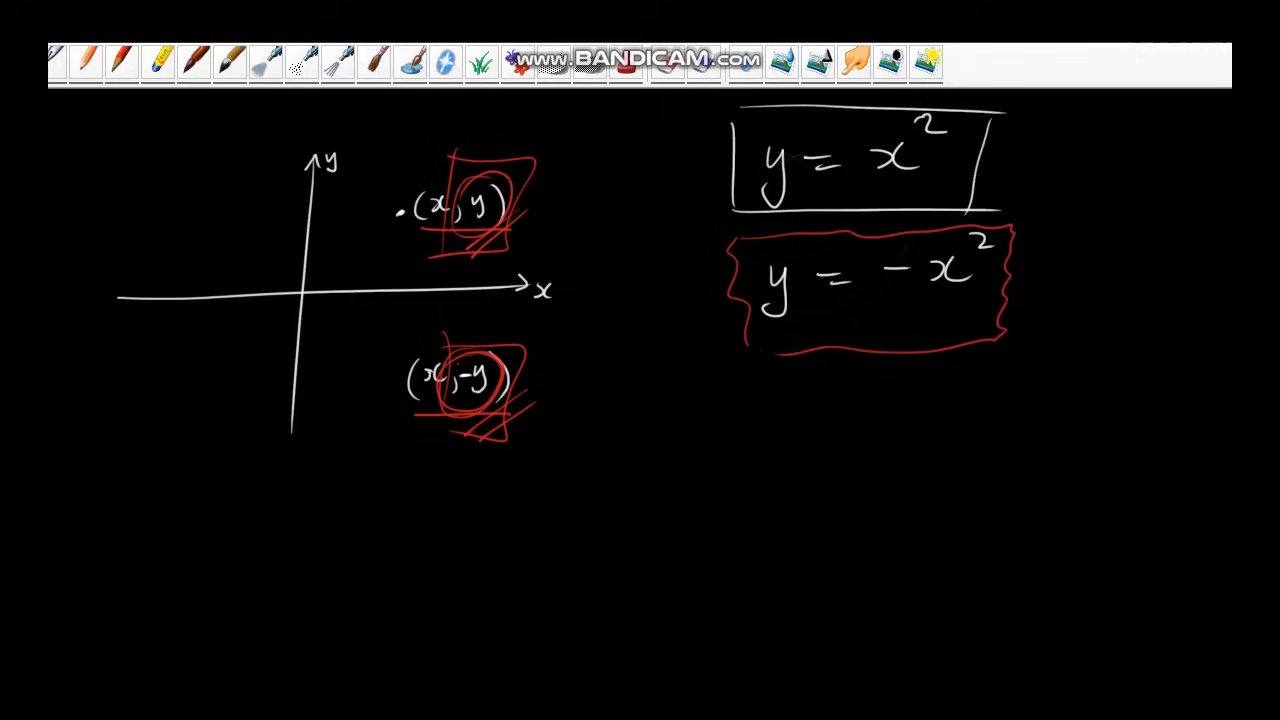 www.BANDICAM.com
y
.(x, y)
x
(x, -y)
y = x²
y = -x²